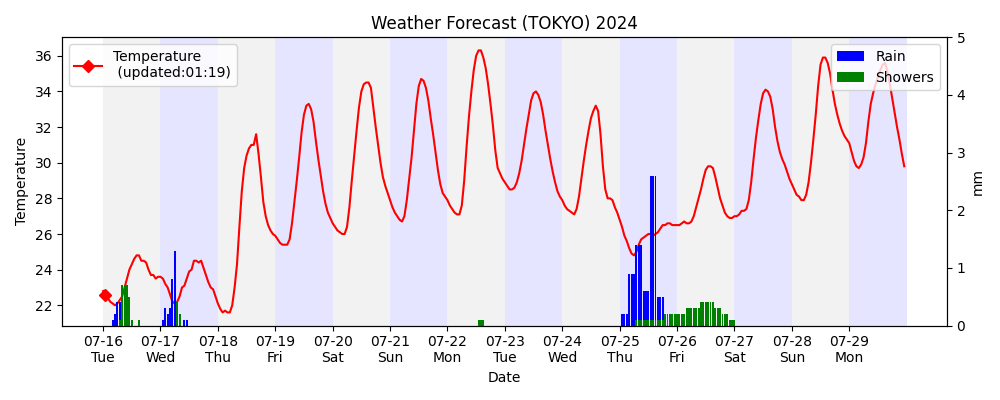 Weather Forecast (TOKYO) 2024
Temperature
(updated:01:19)
Rain
Showers
Temperature
36
34
32
30
28
26
24
22
5
4
3
2
1
0
mm
07-16 07-17 07-18 07-19 07-20 07-21 07-22 07-23 07-24 07-25 07-26 07-27 07-28 07-29
Tue Wed Thu Fri Sat Sun Mon Tue Wed Thu Fri Sat Sun Mon
Date